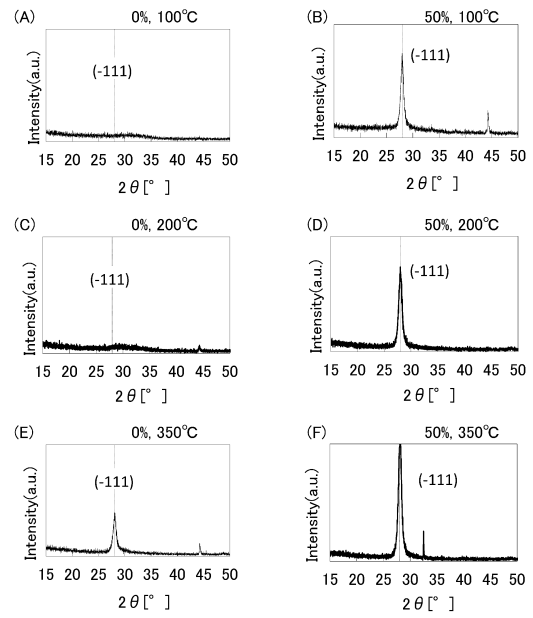 (A) 0%, 100℃
Intensity(a.u.)
(-111)
15 20 25 30 35 40 45 50
2θ[° ]
(B) 50%, 100℃
Intensity(a.u.)
(-111)
15 20 25 30 35 40 45 50
2θ[° ]
(C) 0%, 200℃
Intensity(a.u.)
(-111)
15 20 25 30 35 40 45 50
2θ[° ]
(D) 50%, 200℃
Intensity(a.u.)
(-111)
15 20 25 30 35 40 45 50
2θ[° ]
(E) 0%, 350℃
Intensity(a.u.)
(-111)
15 20 25 30 35 40 45 50
2θ[° ]
(F) 50%, 350℃
Intensity(a.u.)
(-111)
15 20 25 30 35 40 45 50
2θ[° ]